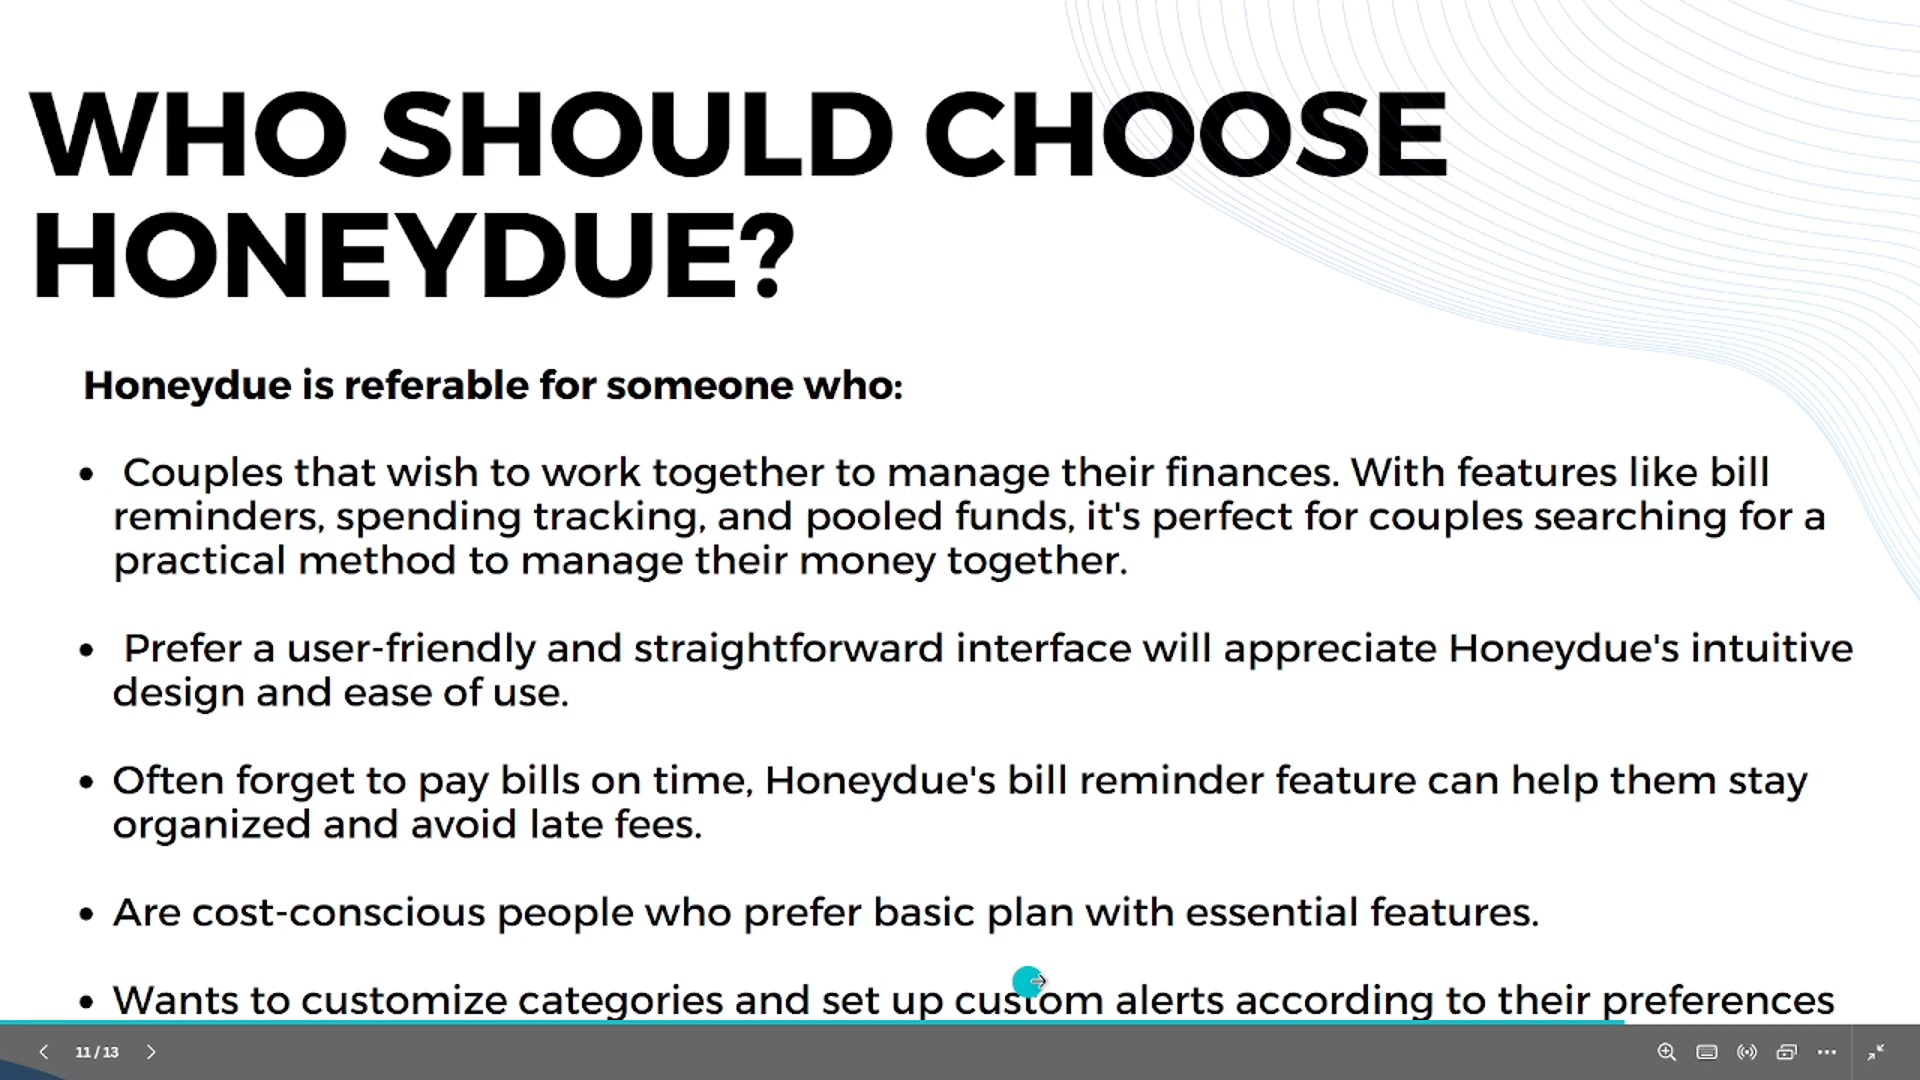 WHO SHOULD CHOOSE
HONEYDUE?
Honeydue is referable for someone who:
• Couples that wish to work together to manage their finances. With features like bill
reminders, spending tracking, and pooled funds, it's perfect for couples searching for a
practical method to manage their money together.
• Prefer a user-friendly and straightforward interface will appreciate Honeydue's intuitive
design and ease of use.
• Often forget to pay bills on time, Honeydue's bill reminder feature can help them stay
organized and avoid late fees.
• Are cost-conscious people who prefer basic plan with essential features.
• Wants to customize categories and set up custom alerts according to their preferences
11 / 13